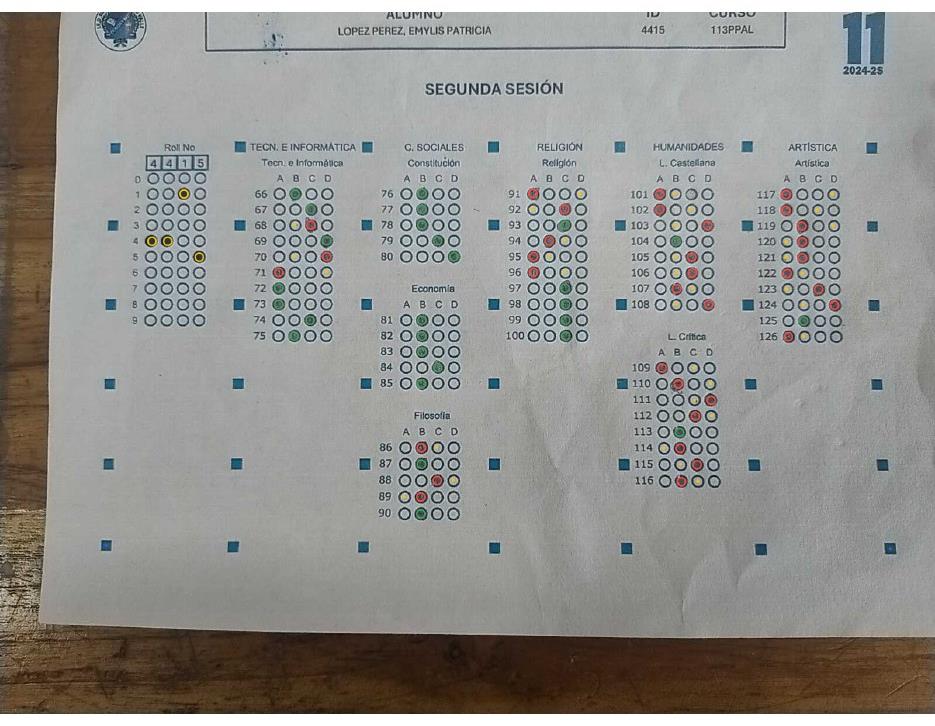 ALUMNO ID CURSO
LOPEZ PEREZ, EMYLIS PATRICIA 4415 113PPAL
11
2024-25
SEGUNDA SESIÓN
Roll No
4 4 1 5
0
1
2
3
4
5
6
7
8
9
TECN. E INFORMÁTICA
Tecn. e Informática
A B C D
66
67
68
69
70
71
72
73
74
75
C. SOCIALES
Constitución
A B C D
76
77
78
79
80
Economía
A B C D
81
82
83
84
85
Filosofía
A B C D
86
87
88
89
90
RELIGIÓN
Religión
A B C D
91
92
93
94
95
96
97
98
99
100
HUMANIDADES
L. Castellana
A B C D
101
102
103
104
105
106
107
108
L. Crítica
A B C D
109
110
111
112
113
114
115
116
ARTÍSTICA
Artística
A B C D
117
118
119
120
121
122
123
124
125
126